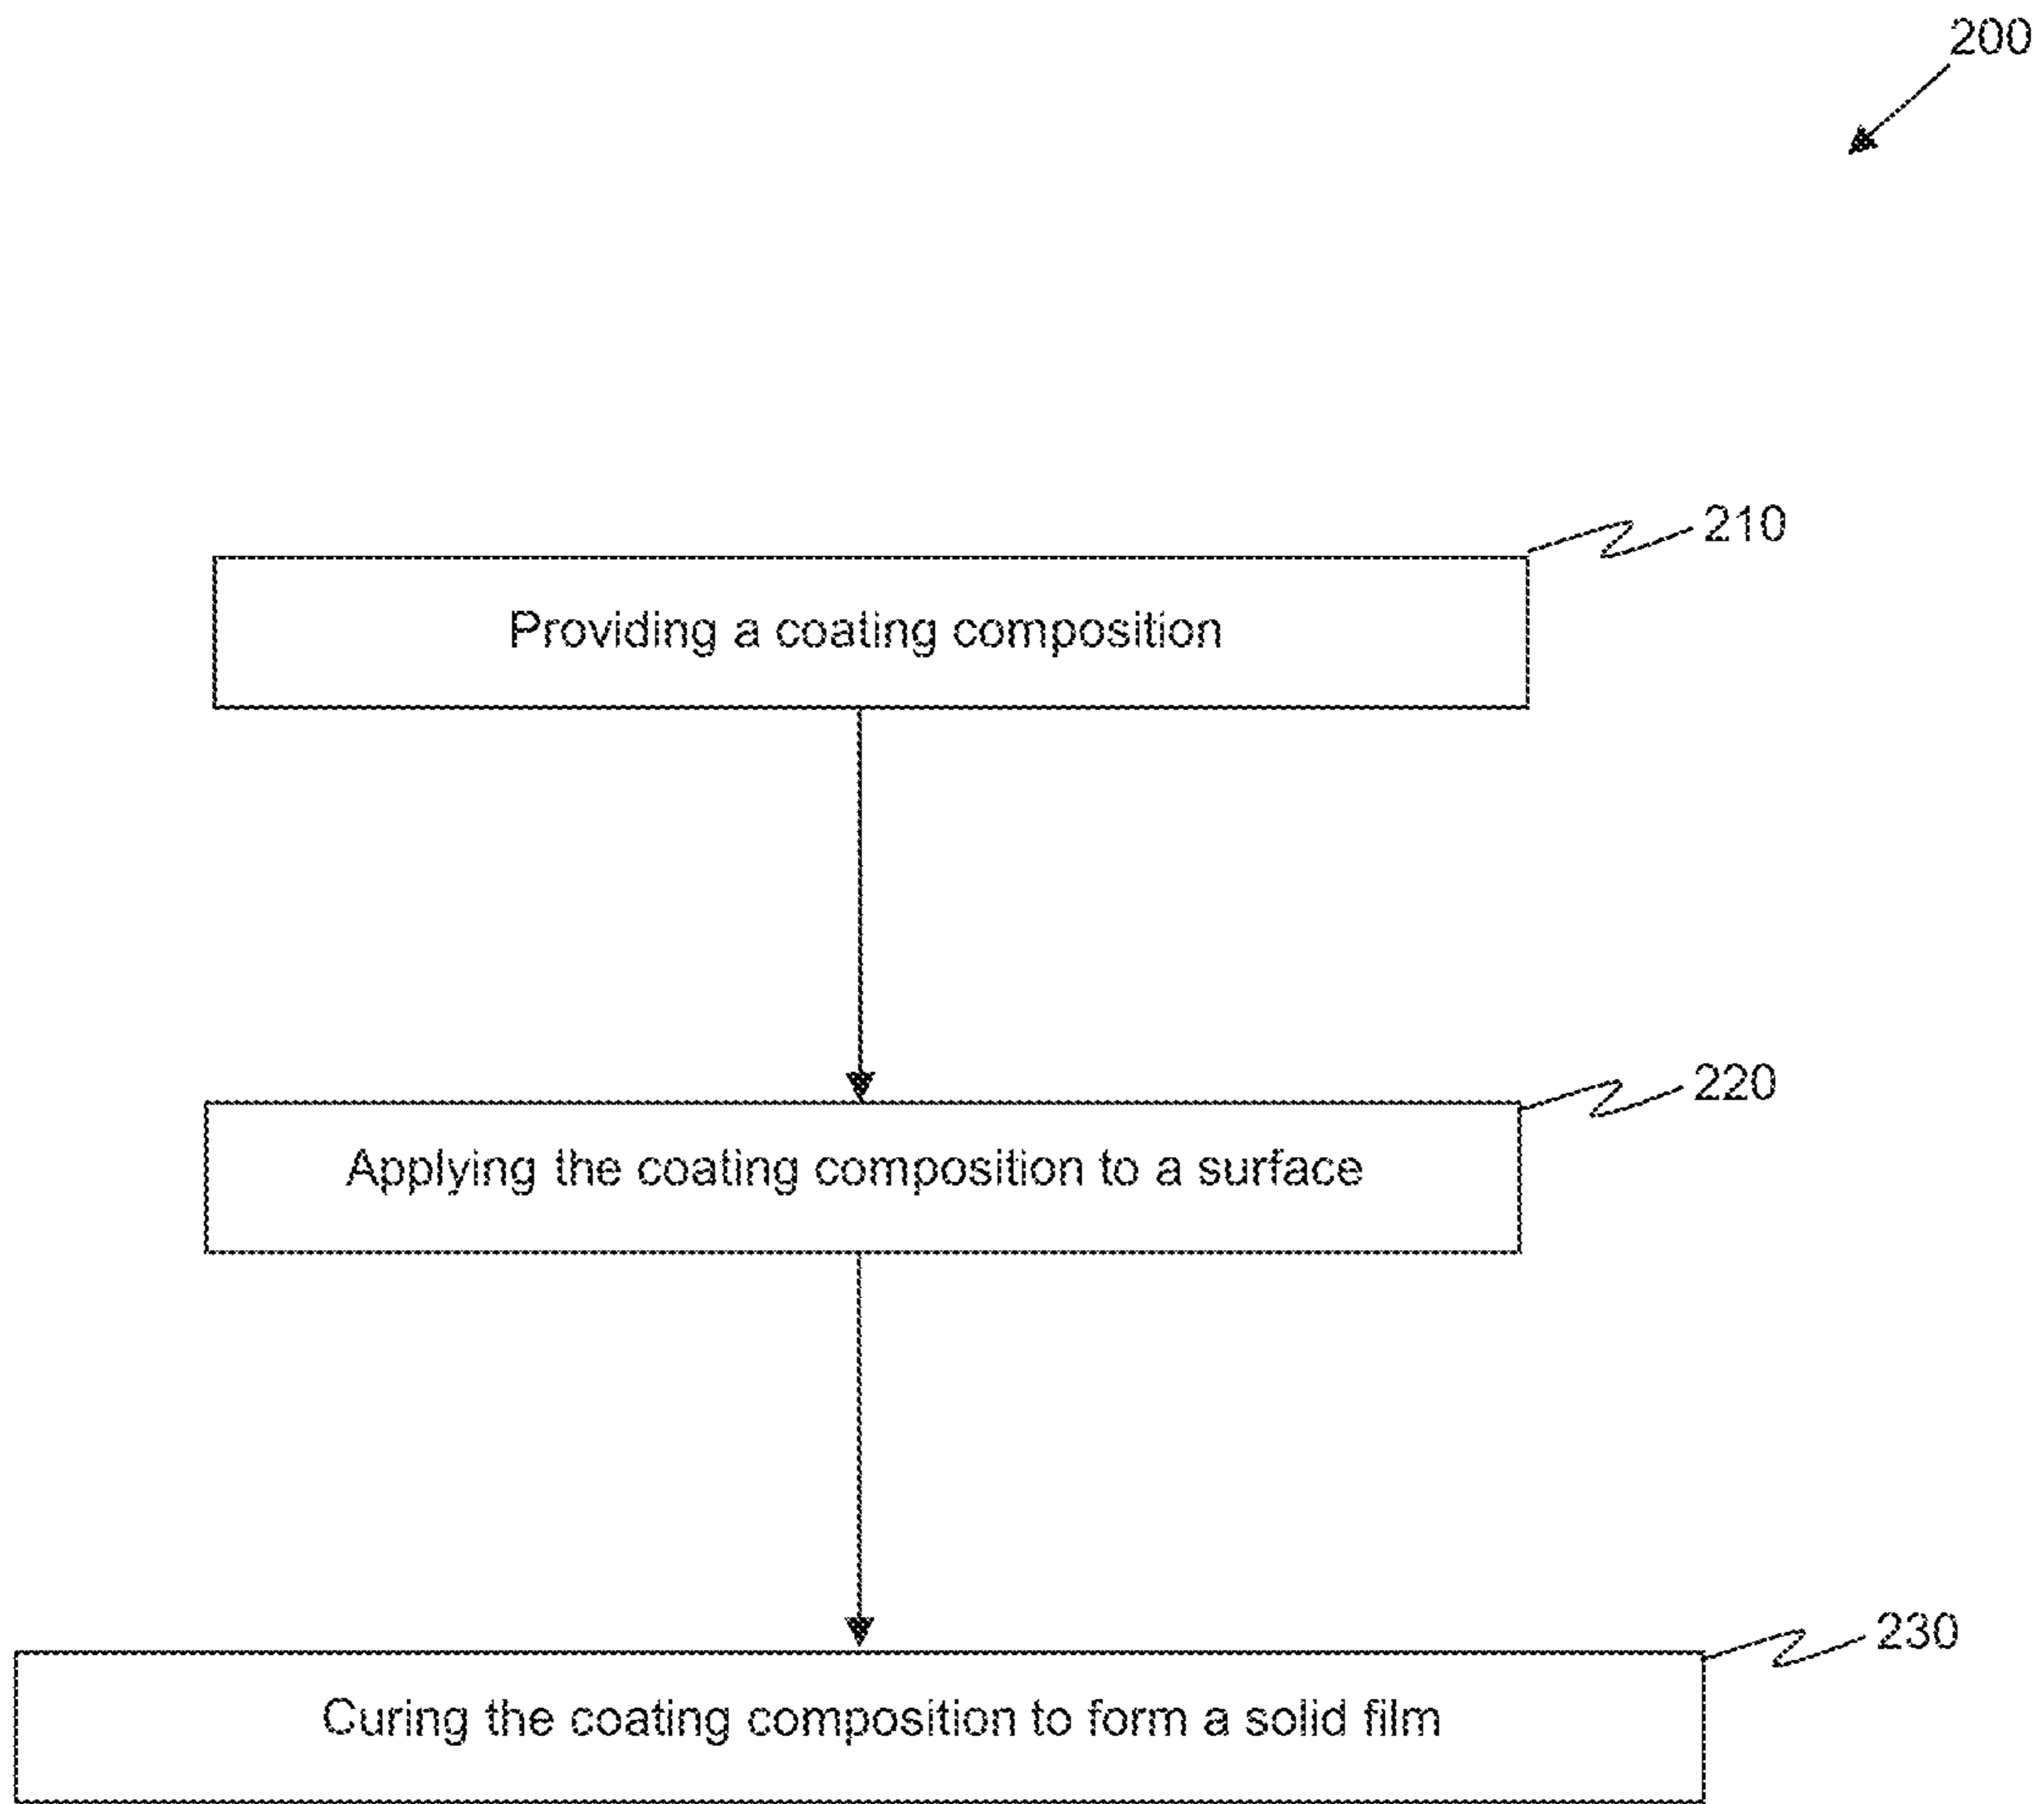 200
210
Providing a coating composition
220
Applying the coating composition to a surface
230
Curing the coating composition to form a solid film